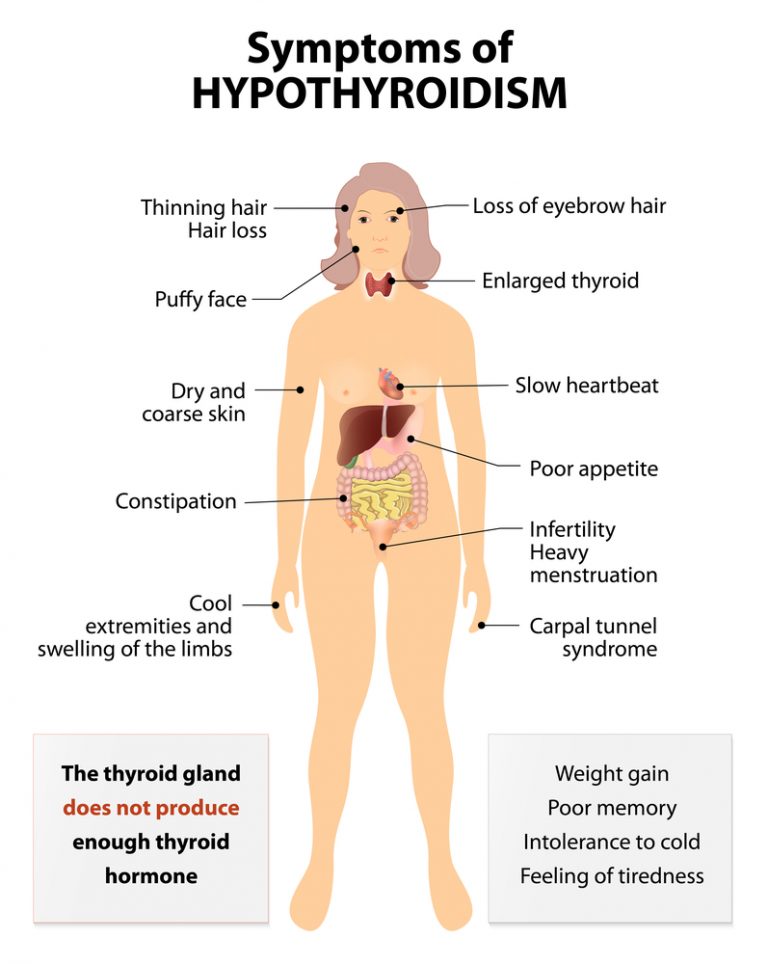 Symptoms of
HYPOTHYROIDISM
Thinning hair
Hair loss
Loss of eyebrow hair
Puffy face
Enlarged thyroid
Dry and
coarse skin
Slow heartbeat
Constipation
Poor appetite
Infertility
Heavy
menstruation
Cool
extremities and
swelling of the limbs
Carpal tunnel
syndrome
The thyroid gland
does not produce
enough thyroid
hormone
Weight gain
Poor memory
Intolerance to cold
Feeling of tiredness